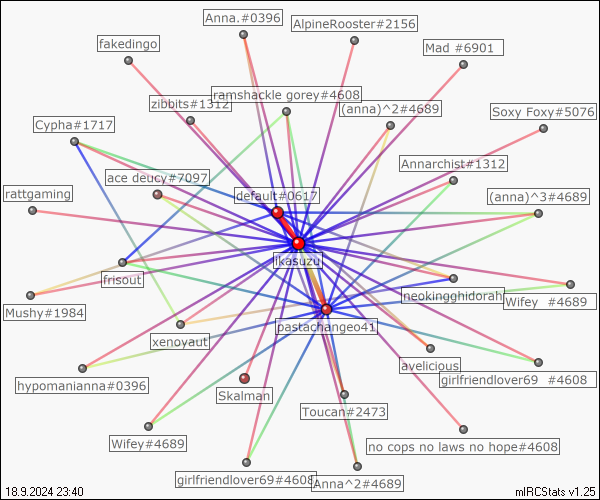 Anna.#0396
AlpineRooster#2156
fakedingo
Mad #6901
zibbits#1312
ramshackle gorey#4608
(anna)^2#4689
Soxy Foxy#5076
Cypha#1717
Annarchist#1312
ace deucy#7097
default#0617
(anna)^3#4689
rattgaming
ikasuzu
frisout
neokingghidorah
Wifey #4689
Mushy#1984
pastachangeo41
xenoyaut
avelicious
hypomanianna#0396
girlfriendlover69 #4608
Skalman
Toucan#2473
Wifey#4689
no cops no laws no hope#4608
girlfriendlover69#4608
Anna^2#4689
18.9.2024 23:40
mIRCStats v1.25